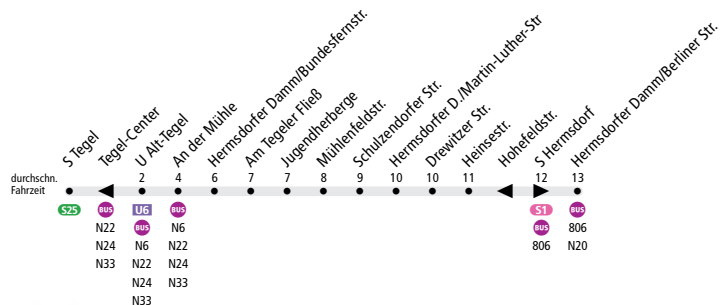 S Tegel
Tegel-Center
U Alt-Tegel
An der Mühle
Hermsdorfer Damm/Bundesfernstr.
Am Tegeler Fließ
Jugendherberge
Mühlenfeldstr.
Schulzendorfer Str.
Hermsdorfer D./Martin-Luther-Str
Drewitzer Str.
Heinsestr.
Hohefeldstr.
S Hermsdorf
Hermsdorfer Damm/Berliner Str.
durchschn. 2 4 6 7 7 8 9 10 10 11 12 13
Fahrzeit
S25 BUS U6 BUS S1 BUS
N22 BUS N6 BUS 806
N24 N6 N22 806 N20
N33 N22 N24
N24 N33
N33